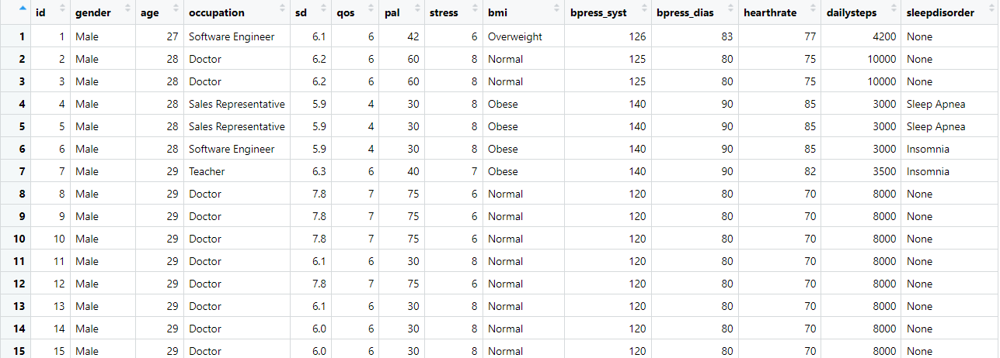 id gender age occupation sd qos pal stress bmi bpress_syst bpress_dias hearthrate dailysteps sleepdisorder
1 1 Male 27 Software Engineer 6.1 6 42 6 Overweight 126 83 77 4200 None
2 2 Male 28 Doctor 6.2 6 60 8 Normal 125 80 75 10000 None
3 3 Male 28 Doctor 6.2 6 60 8 Normal 125 80 75 10000 None
4 4 Male 28 Sales Representative 5.9 4 30 8 Obese 140 90 85 3000 Sleep Apnea
5 5 Male 28 Sales Representative 5.9 4 30 8 Obese 140 90 85 3000 Sleep Apnea
6 6 Male 28 Software Engineer 5.9 4 30 8 Obese 140 90 85 3000 Insomnia
7 7 Male 29 Teacher 6.3 6 40 7 Obese 140 90 82 3500 Insomnia
8 8 Male 29 Doctor 7.8 7 75 6 Normal 120 80 70 8000 None
9 9 Male 29 Doctor 7.8 7 75 6 Normal 120 80 70 8000 None
10 10 Male 29 Doctor 7.8 7 75 6 Normal 120 80 70 8000 None
11 11 Male 29 Doctor 6.1 6 30 8 Normal 120 80 70 8000 None
12 12 Male 29 Doctor 7.8 7 75 6 Normal 120 80 70 8000 None
13 13 Male 29 Doctor 6.1 6 30 8 Normal 120 80 70 8000 None
14 14 Male 29 Doctor 6.0 6 30 8 Normal 120 80 70 8000 None
15 15 Male 29 Doctor 6.0 6 30 8 Normal 120 80 70 8000 None